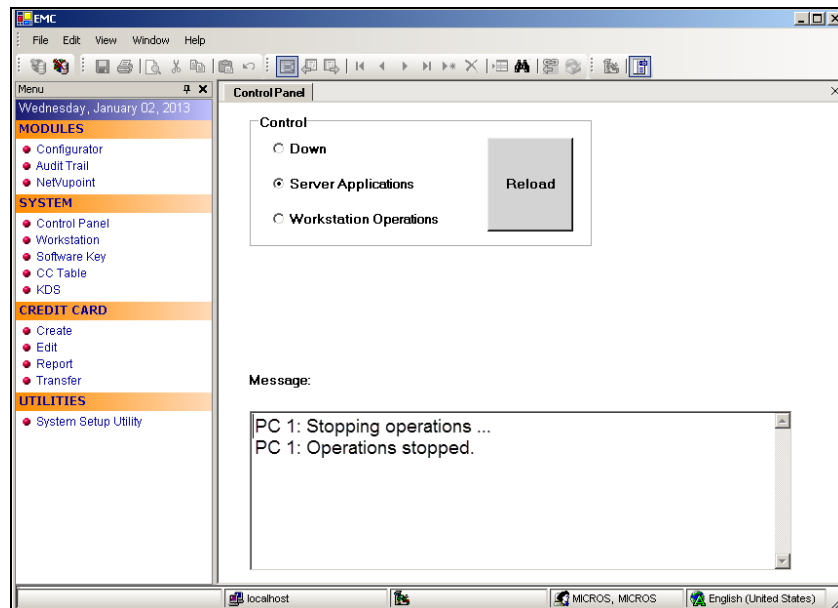 EMC
File Edit View Window Help
Menu
Wednesday, January 02, 2013
MODULES
Configurator
Audit Trail
NetVupoint
SYSTEM
Control Panel
Workstation
Software Key
CC Table
KDS
CREDIT CARD
Create
Edit
Report
Transfer
UTILITIES
System Setup Utility
Control Panel
Control
Down
Server Applications
Workstation Operations
Reload
Message:
PC 1: Stopping operations ...
PC 1: Operations stopped.
localhost
MICROS, MICROS
English (United States)